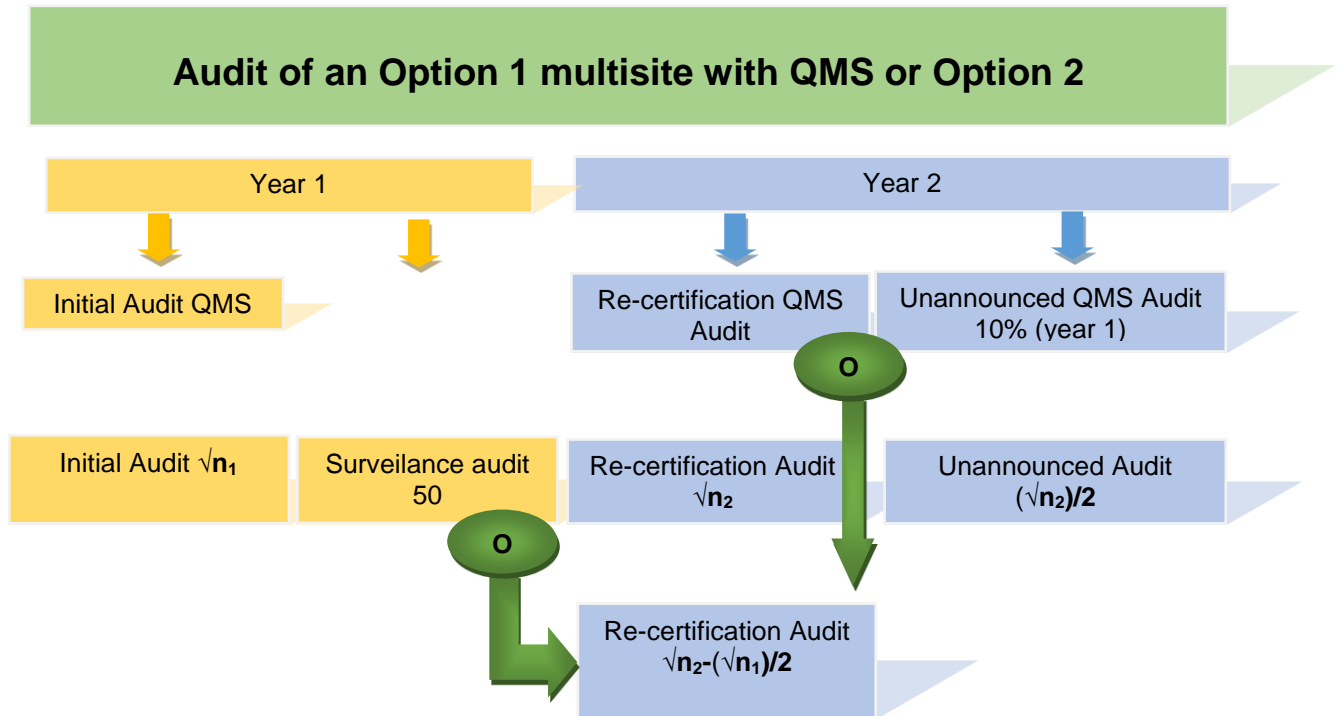 Audit of an Option 1 multisite with QMS or Option 2
Year 1
Year 2
Initial Audit QMS
Re-certification QMS
Audit
Unannounced QMS Audit
10% (year 1)
O
Initial Audit √n₁
Surveilance audit
50
Re-certification Audit
√n₂
Unannounced Audit
(√n₂)/2
O
Re-certification Audit
√n₂-(√n₁)/2